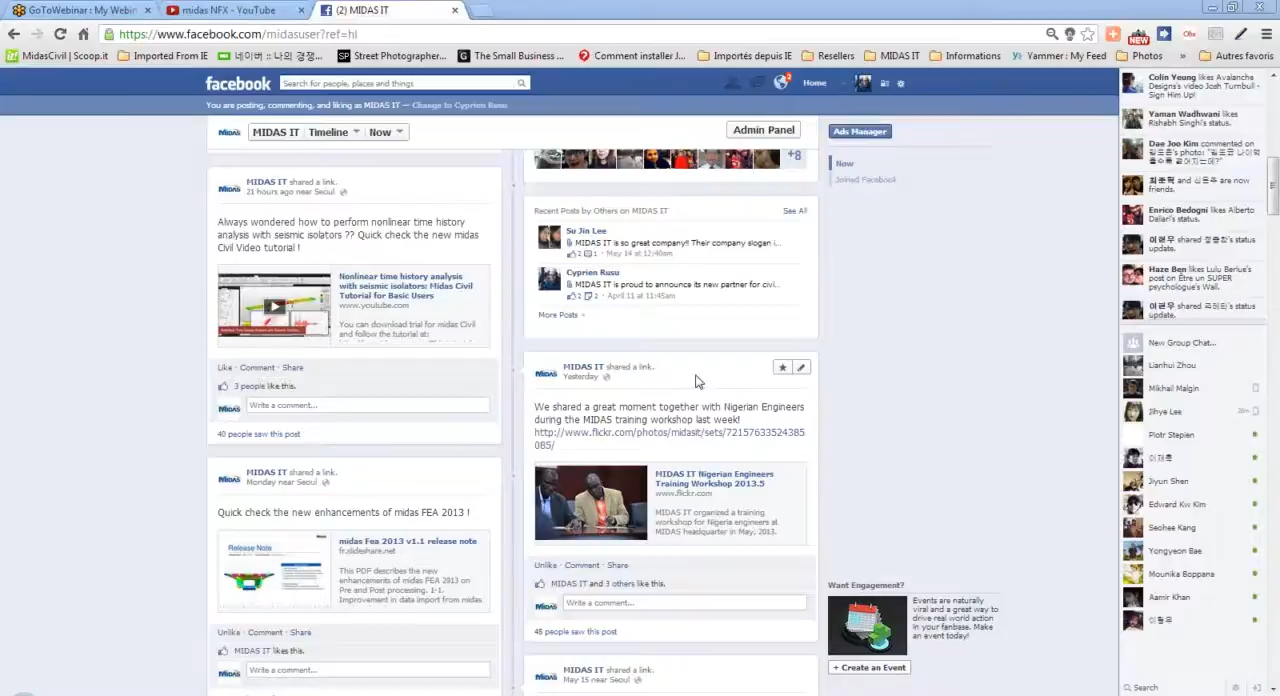 GoToWebinar : My Webin
midas NFX - YouTube
(2) MIDAS IT
https://www.facebook.com/midasuser?ref=hl
MidasCivil | Scoop.it
Imported From IE
네이버 :: 나의 경쟁...
Street Photographer...
The Small Business ...
Comment installer J...
Importés depuis IE
Resellers
MIDAS IT
Informations
Yammer : My Feed
Photos
»
Autres favoris
facebook
Search for people, places and things
2
Home
You are posting, commenting, and liking as MIDAS IT — Change to Cyprien Rusu
MIDAS IT
Timeline
Now
Admin Panel
MIDAS IT shared a link.
21 hours ago near Seoul
Always wondered how to perform nonlinear time history
analysis with seismic isolators ?? Quick check the new midas
Civil Video tutorial !
Nonlinear time history analysis
with seismic isolators: Midas Civil
Tutorial for Basic Users
www.youtube.com
You can download trial for midas Civil
and follow the tutorial at:
Like · Comment · Share
3 people like this.
Write a comment...
40 people saw this post
MIDAS IT shared a link.
Monday near Seoul
Quick check the new enhancements of midas FEA 2013 !
Release Note
midas Fea 2013 v1.1 release note
fr.slideshare.net
This PDF describes the new
enhancements of midas FEA 2013 on
Pre and Post processing. 1-1.
Improvement in data import from midas
Unlike · Comment · Share
MIDAS IT likes this.
Write a comment...
+8
Recent Posts by Others on MIDAS IT
See All
Su Jin Lee
MIDAS IT is so great company!! Their company slogan i...
2 1 · May 14 at 12:40am
Cyprien Rusu
MIDAS IT is proud to announce its new partner for civi...
2 2 · April 11 at 11:45am
More Posts
MIDAS IT shared a link.
Yesterday
We shared a great moment together with Nigerian Engineers
during the MIDAS training workshop last week!
http://www.flickr.com/photos/midasit/sets/72157633524385
085/
MIDAS IT Nigerian Engineers
Training Workshop 2013.5
www.flickr.com
MIDAS IT organized a training
workshop for Nigeria engineers at
MIDAS headquarter in May, 2013.
Unlike · Comment · Share
MIDAS IT and 3 others like this.
Write a comment...
45 people saw this post
MIDAS IT shared a link.
May 15 near Seoul
Ads Manager
Now
Joined Facebook
Want Engagement?
Events are naturally
viral and a great way to
drive real world action
in your fanbase. Make
an event today!
+ Create an Event
Colin Yeung likes Avalanche
Designs's video Josh Turnbull -
Sign Him Up!
Yaman Wadhwani likes
Rishabh Singhi's status.
Dae Joo Kim commented on
are now
friends.
Enrico Bedogni likes Alberto
Dallari's status.
shared
status
update.
Haze Ben likes Lulu Berlue's
post on Être un SUPER
psychologue's Wall.
shared
status
update.
New Group Chat...
Lianhui Zhou
Mikhail Malgin
Jihye Lee
Piotr Stepien
Jiyun Shen
Edward Kw Kim
Seohee Kang
Yongyeon Bae
Mounika Boppana
Aamir Khan
Search